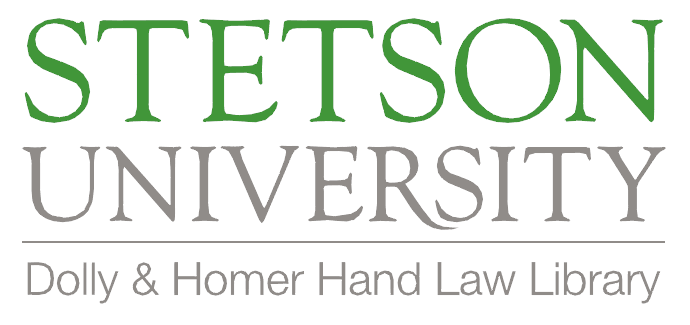 STETSON
UNIVERSITY
Dolly & Homer Hand Law Library